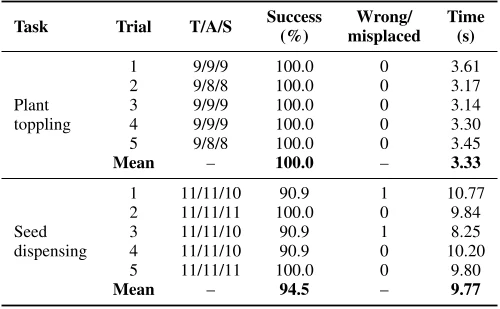 Task Trial T/A/S Success (%) Wrong/ misplaced Time (s)
Plant toppling
1 9/9/9 100.0 0 3.61
2 9/8/8 100.0 0 3.17
3 9/9/9 100.0 0 3.14
4 9/9/9 100.0 0 3.30
5 9/8/8 100.0 0 3.45
Mean – 100.0 – 3.33
Seed dispensing
1 11/11/10 90.9 1 10.77
2 11/11/11 100.0 0 9.84
3 11/11/10 90.9 1 8.25
4 11/11/10 90.9 0 10.20
5 11/11/11 100.0 0 9.80
Mean – 94.5 – 9.77